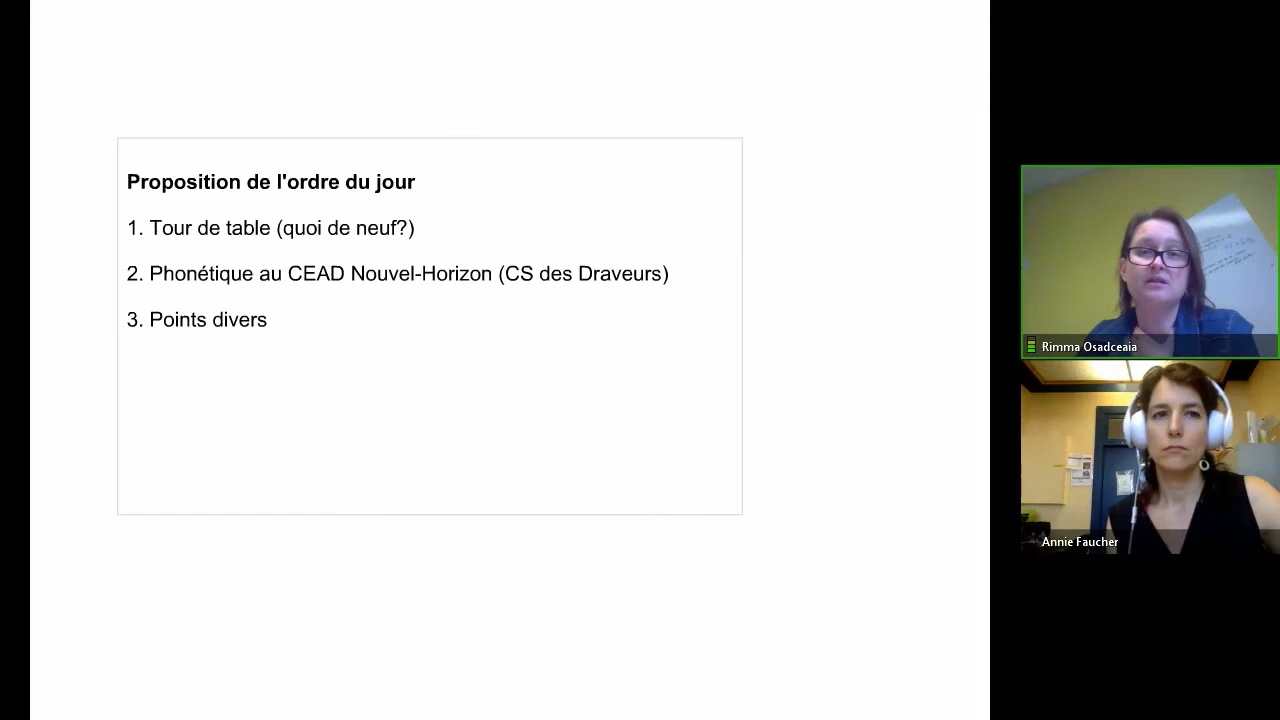 Proposition de l'ordre du jour
1. Tour de table (quoi de neuf?)
2. Phonétique au CEAD Nouvel-Horizon (CS des Draveurs)
3. Points divers
Rimma Osadceaia
Annie Faucher